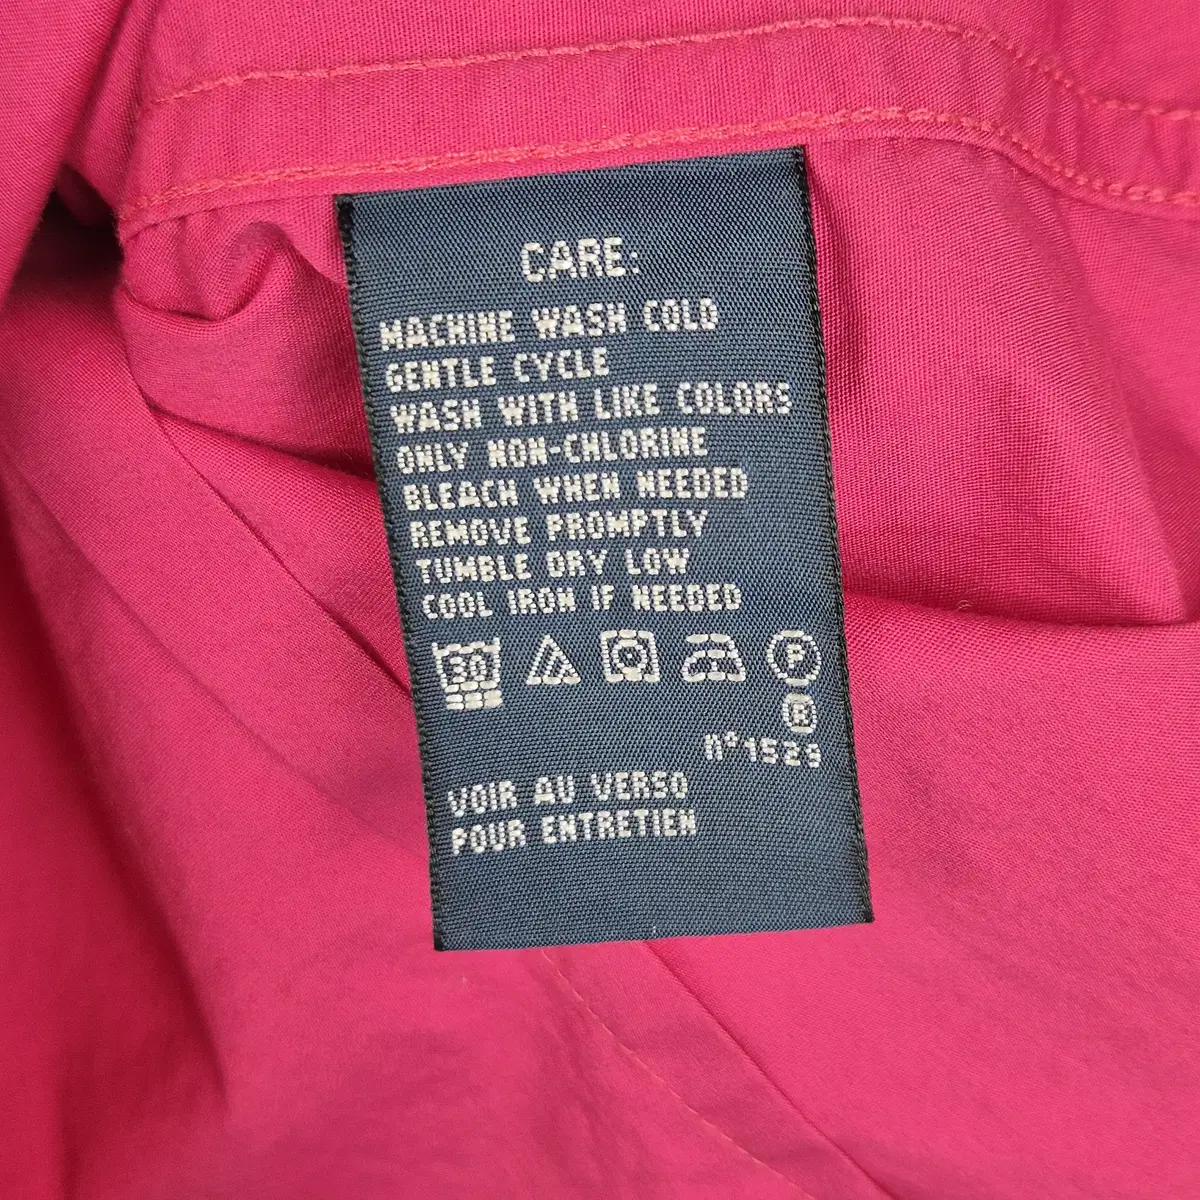 CARE:
MACHINE WASH COLD
GENTLE CYCLE
WASH WITH LIKE COLORS
ONLY NON-CHLORINE
BLEACH WHEN NEEDED
REMOVE PROMPTLY
TUMBLE DRY LOW
COOL IRON IF NEEDED
30 P
R
n°1529
VOIR AU VERSO
POUR ENTRETIEN